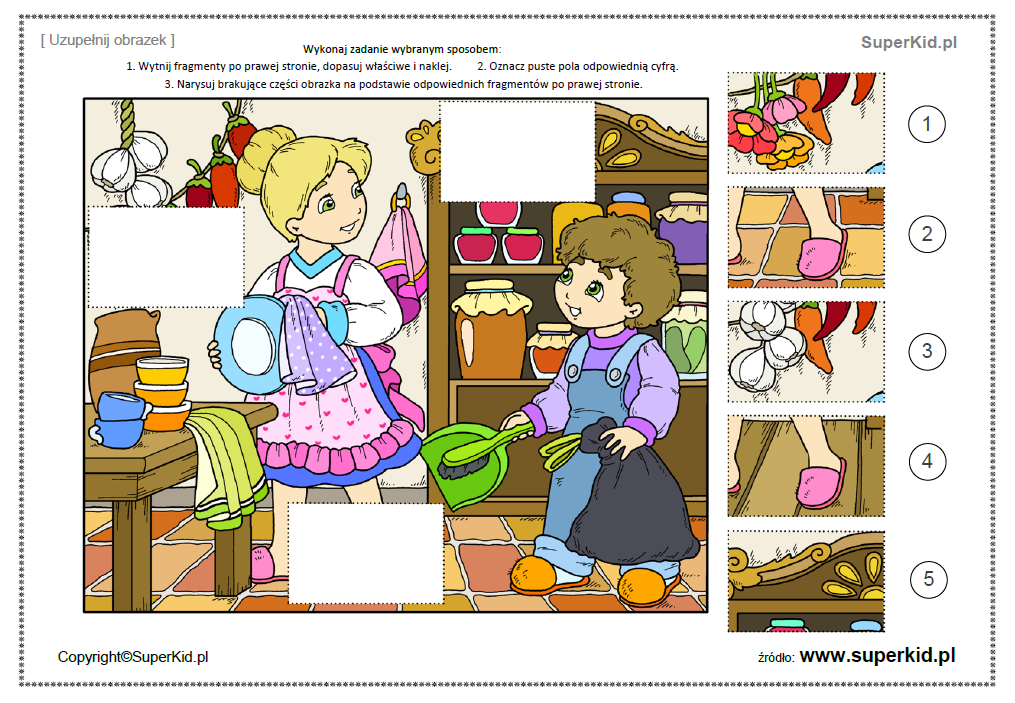 [ Uzupełnij obrazek ]
SuperKid.pl
Wykonaj zadanie wybranym sposobem:
1. Wytnij fragmenty po prawej stronie, dopasuj właściwe i naklej. 2. Oznacz puste pola odpowiednią cyfrą.
3. Narysuj brakujące części obrazka na podstawie odpowiednich fragmentów po prawej stronie.
1
2
3
4
5
Copyright©SuperKid.pl
źródło: www.superkid.pl